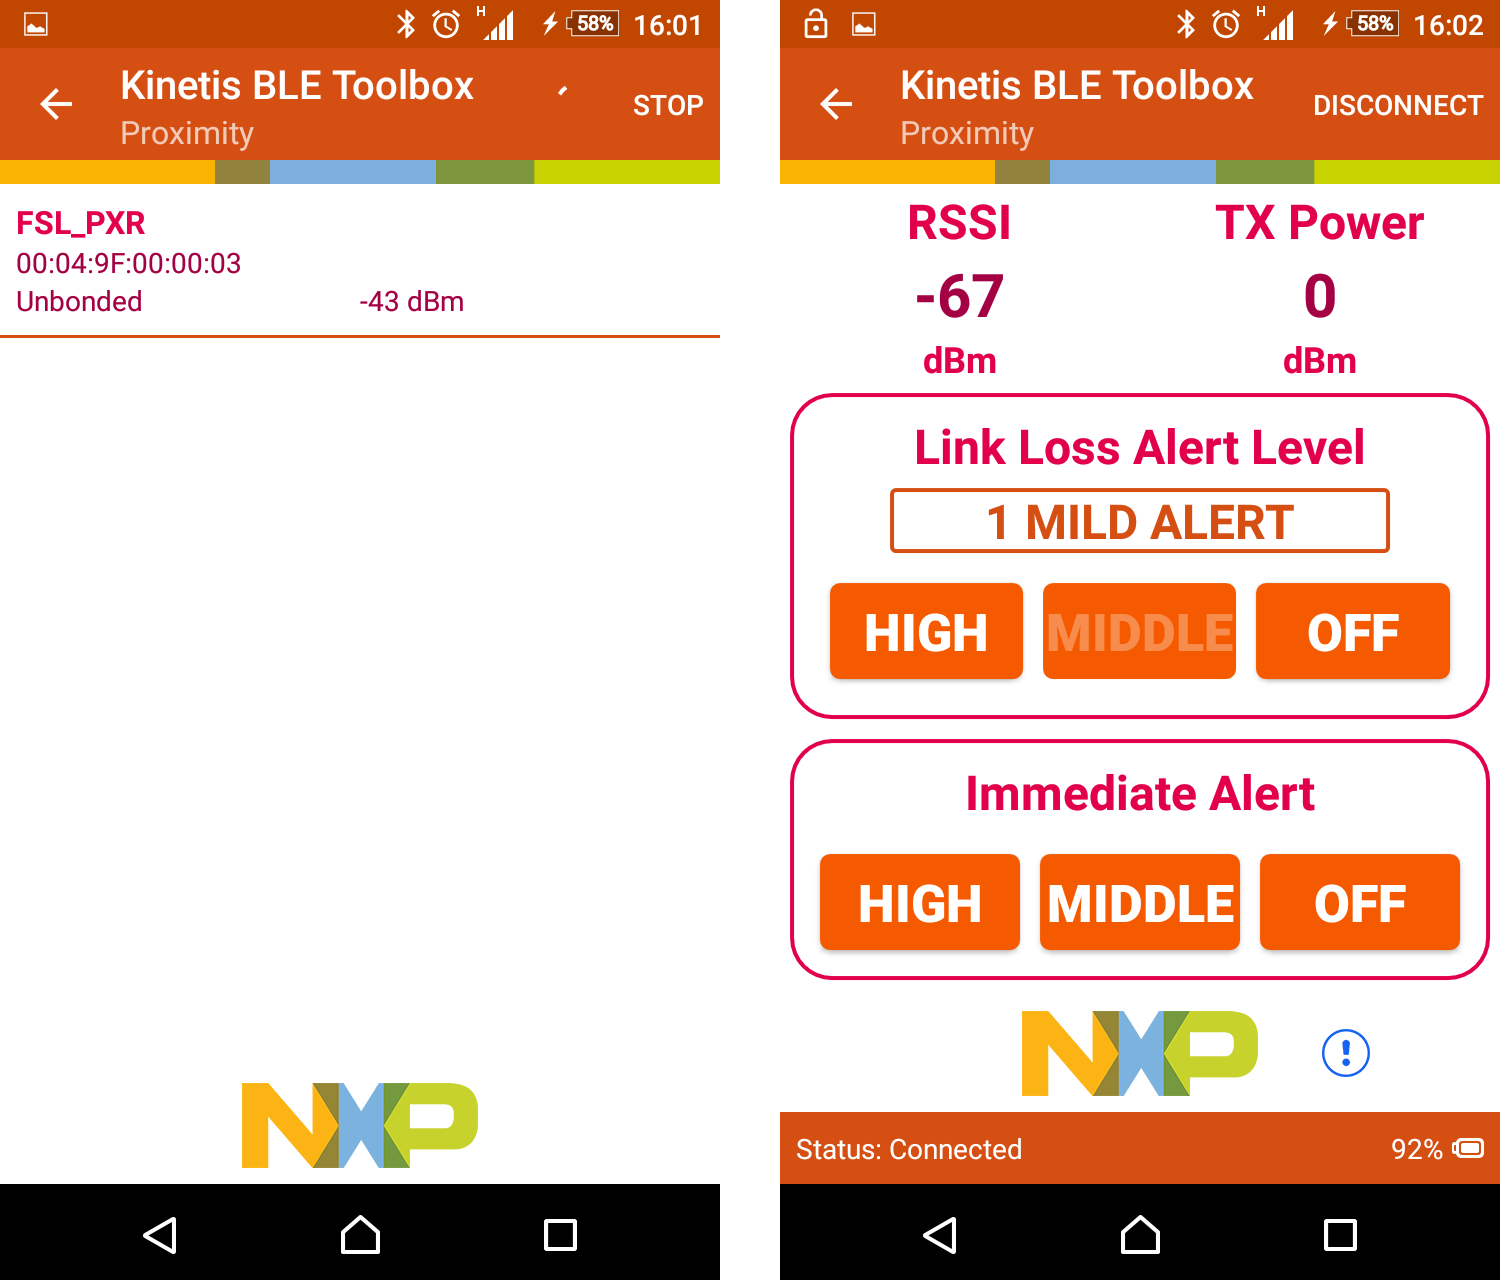 H
58%
16:01
Kinetis BLE Toolbox
STOP
Proximity
FSL_PXR
00:04:9F:00:00:03
Unbonded
-43 dBm
NXP
H
58%
16:02
Kinetis BLE Toolbox
DISCONNECT
Proximity
RSSI
TX Power
-67
0
dBm
dBm
Link Loss Alert Level
1 MILD ALERT
HIGH
MIDDLE
OFF
Immediate Alert
HIGH
MIDDLE
OFF
NXP
Status: Connected
92%